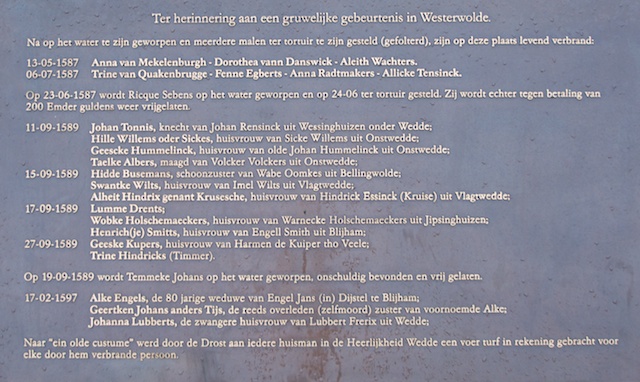 Ter herinnering aan een gruwelijke gebeurtenis in Westerwolde.
Na op het water te zijn geworpen en meerdere malen ter tortuir te zijn gesteld (gefolterd), zijn op deze plaats levend verbrand:
13-05-1587 Anna van Mekelenburgh - Dorothea vann Danswick - Aleith Wachters.
06-07-1587 Trine van Quakenbrugge - Fenne Egberts - Anna Radtmakers - Allicke Tensinck.
Op 23-06-1587 wordt Ricque Sebens op het water geworpen en op 24-06 ter tortuir gesteld. Zij wordt echter tegen betaling van
200 Emder guldens weer vrijgelaten.
11-09-1589 Johan Tonnis, knecht van Johan Rensinck uit Wessinghuizen onder Wedde;
Hille Willems oder Sickes, huisvrouw van Sicke Willems uit Onstwedde;
Geescke Hummelinck, huisvrouw van olde Johan Hummelinck uit Onstwedde;
Taelke Albers, maagd van Volcker Volckers uit Onstwedde;
15-09-1589 Hidde Busemans, schoonzuster van Wabe Oomkes uit Bellingwolde;
Swantke Wilts, huisvrouw van Imel Wilts uit Vlagtwedde;
Alheit Hindrix genant Krusesche, huisvrouw van Hindrick Essinck (Kruise) uit Vlagtwedde;
17-09-1589 Lumme Drents;
Wobke Holschemaeckers, huisvrouw van Warnecke Holschemaeckers uit Jipsinghuizen;
Henrich(je) Smitts, huisvrouw van Engell Smith uit Blijham;
27-09-1589 Geeske Kupers, huisvrouw van Harmen de Kuiper tho Veele;
Trine Hindricks (Timmer).
Op 19-09-1589 wordt Temmeke Johans op het water geworpen, onschuldig bevonden en vrij gelaten.
17-02-1597 Alke Engels, de 80 jarige weduwe van Engel Jans (in) Dijstel te Blijham;
Geertken Johans anders Tijs, de reeds overleden (zelfmoord) zuster van voornoemde Alke;
Johanna Lubberts, de zwangere huisvrouw van Lubbert Frerix uit Wedde;
Naar "ein olde custume" werd door de Drost aan iedere huisman in de Heerlijkheid Wedde een voer turf in rekening gebracht voor
elke door hem verbrande persoon.